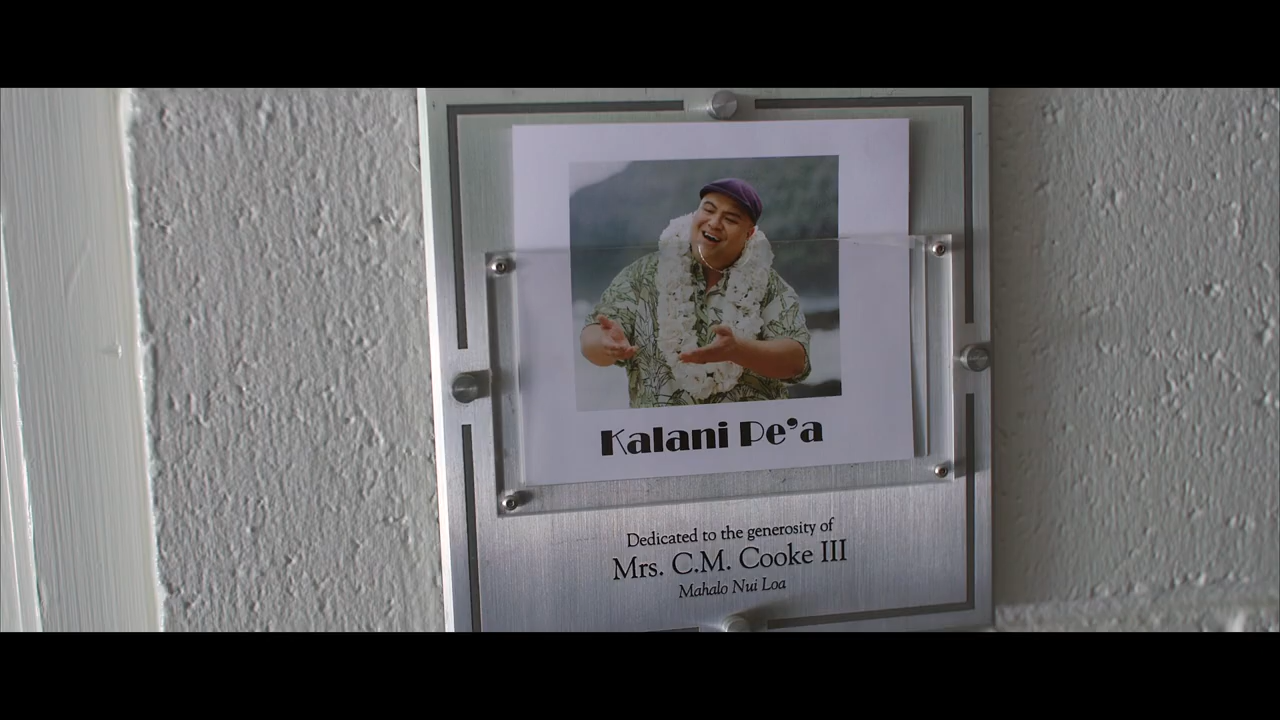 Kalani Pe’a
Dedicated to the generosity of
Mrs. C.M. Cooke III
Mahalo Nui Loa